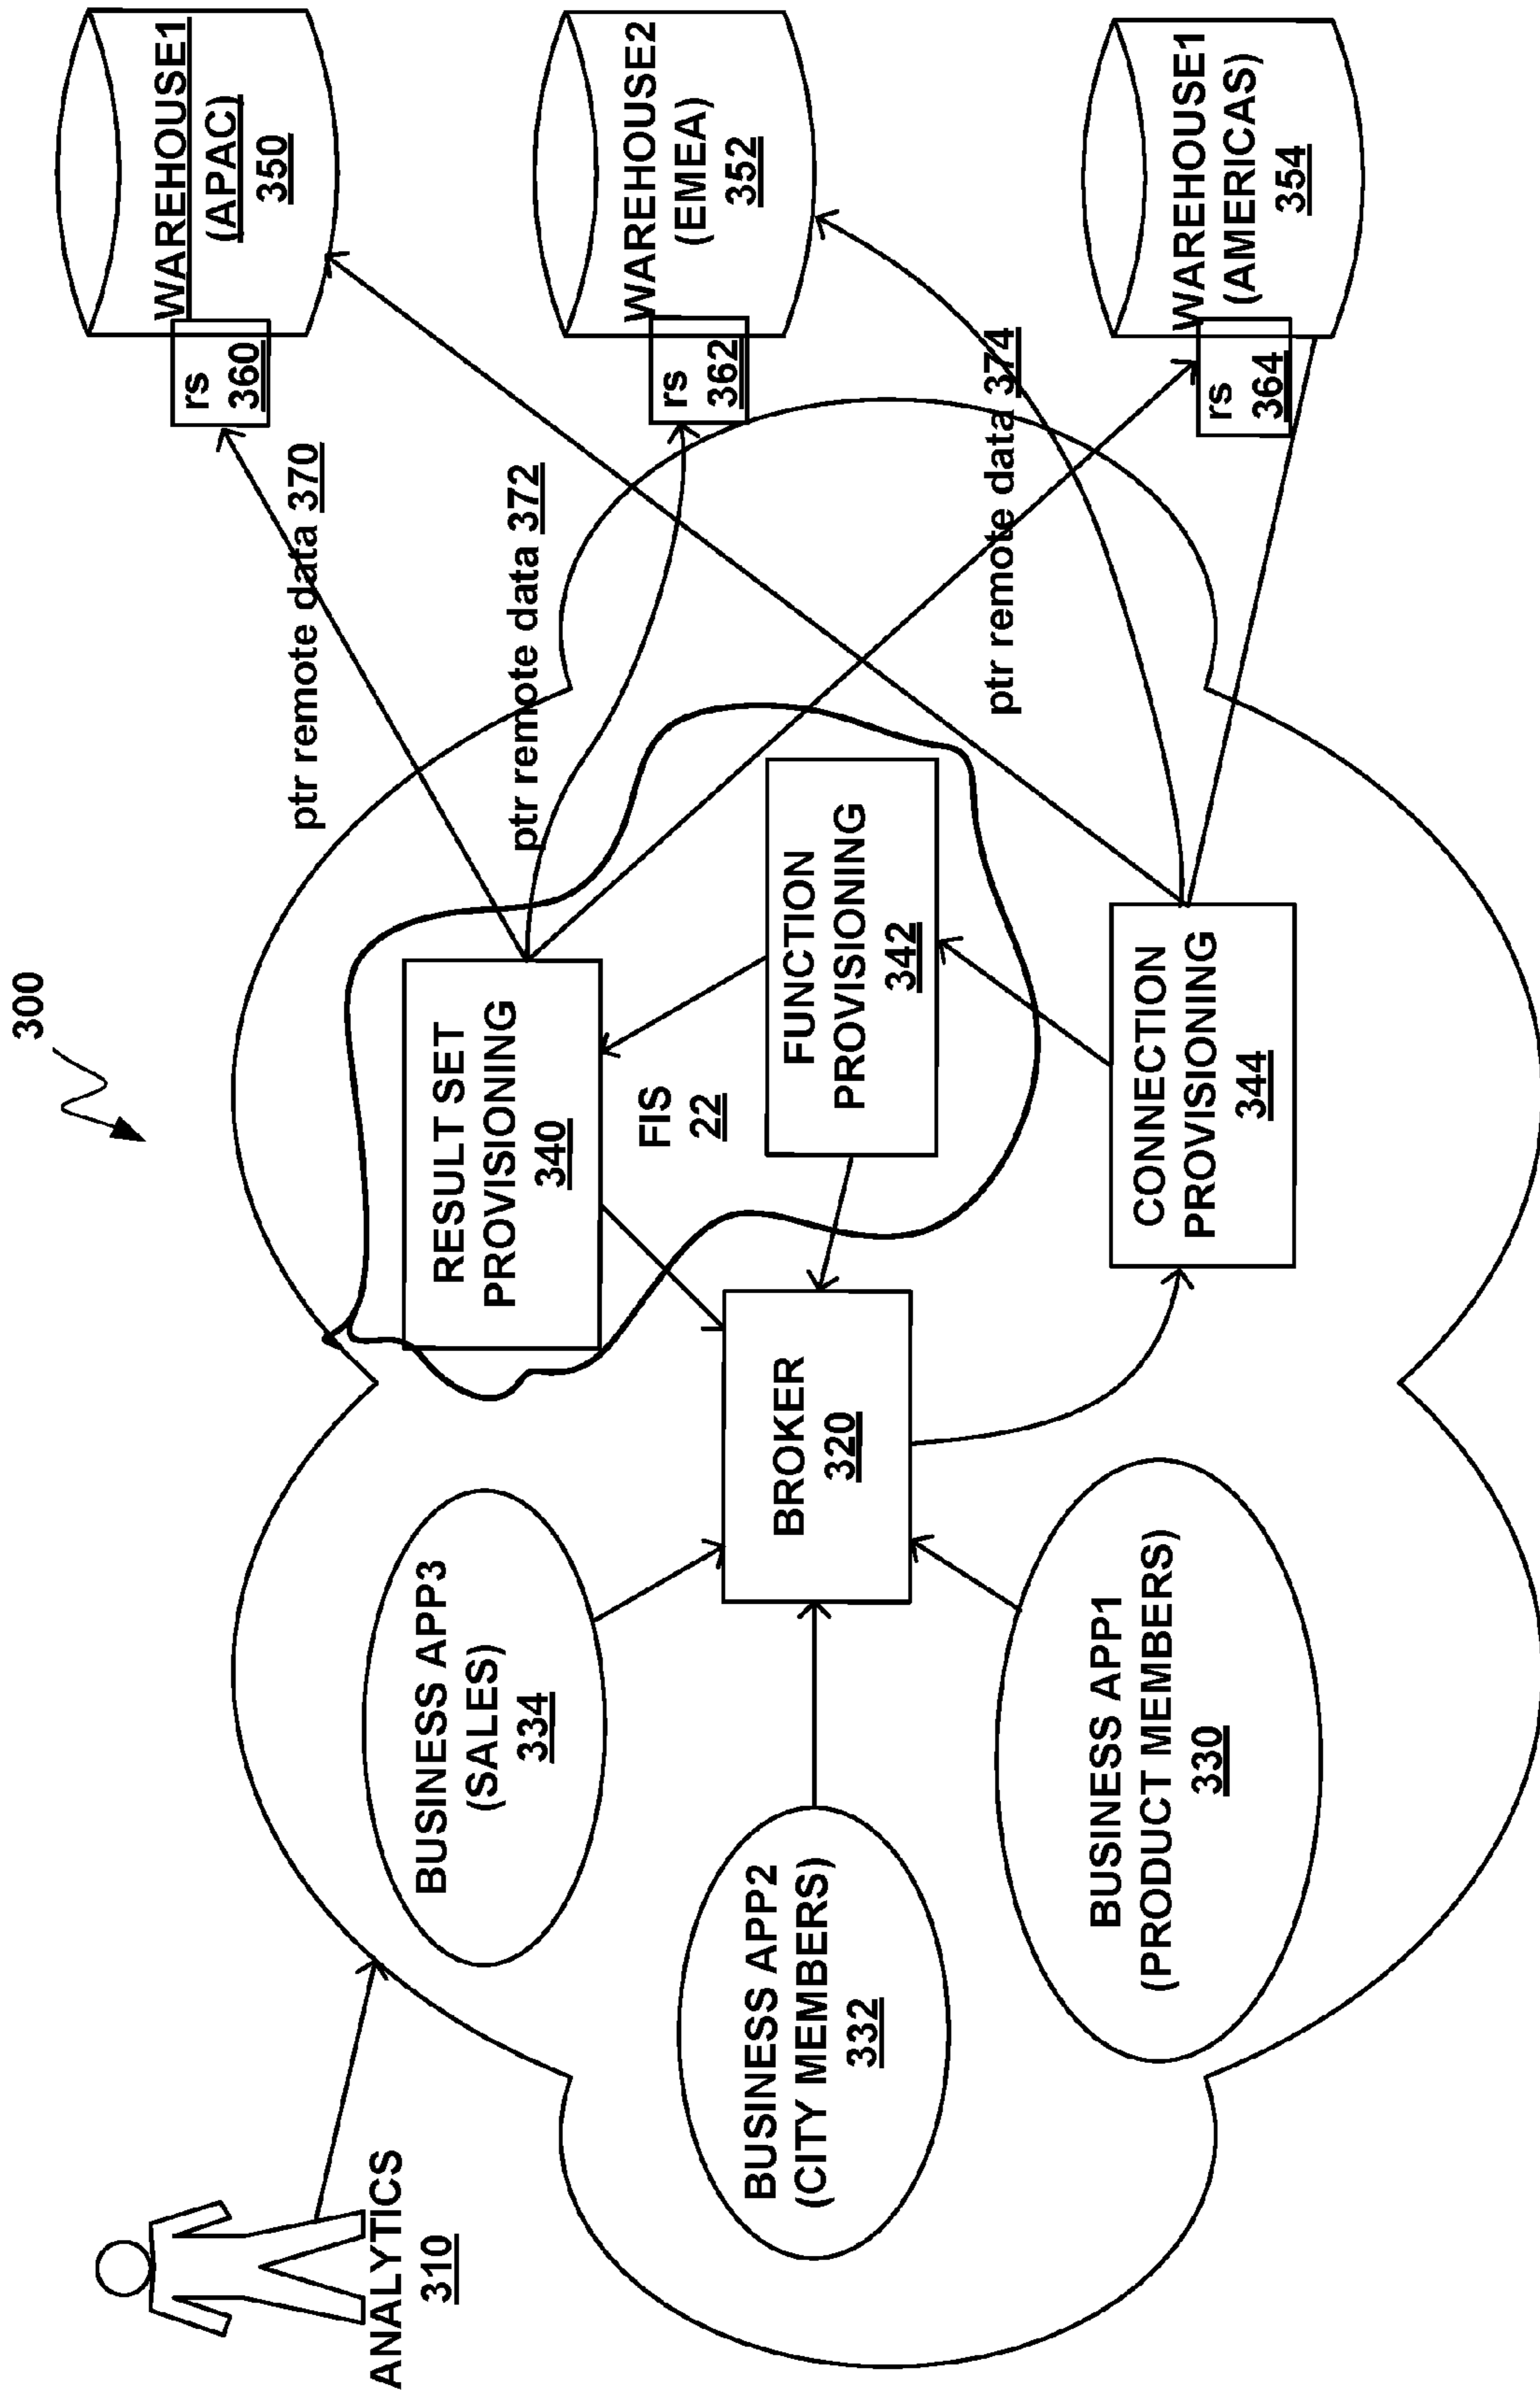 300
ANALYTICS
310
BUSINESS APP3
(SALES)
334
BUSINESS APP2
(CITY MEMBERS)
332
BUSINESS APP1
(PRODUCT MEMBERS)
330
BROKER
320
RESULT SET
PROVISIONING
340
FIS
22
FUNCTION
PROVISIONING
342
CONNECTION
PROVISIONING
344
ptr remote data 370
ptr remote data 372
ptr remote data 374
rs
360
WAREHOUSE1
(APAC)
350
rs
362
WAREHOUSE2
(EMEA)
352
rs
364
WAREHOUSE1
(AMERICAS)
354